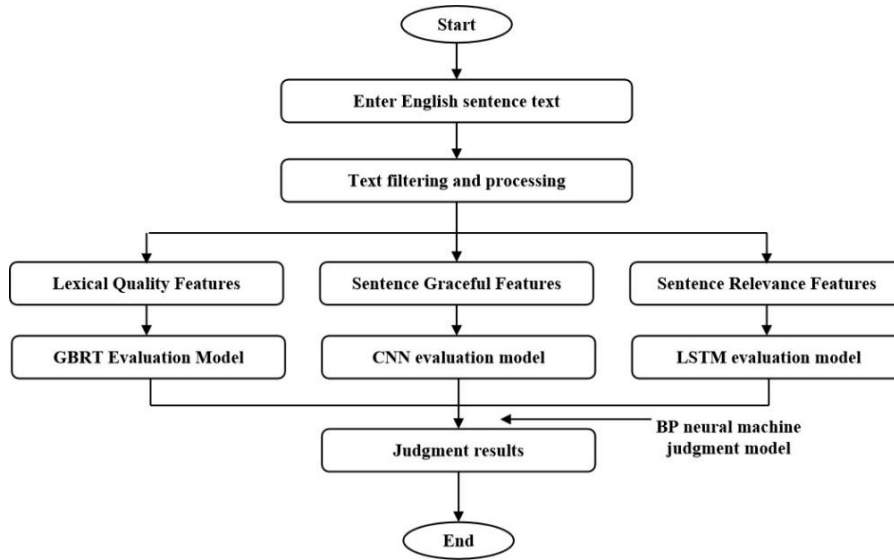 Start
Enter English sentence text
Text filtering and processing
Lexical Quality Features
Sentence Graceful Features
Sentence Relevance Features
GBRT Evaluation Model
CNN evaluation model
LSTM evaluation model
BP neural machine
judgment model
Judgment results
End